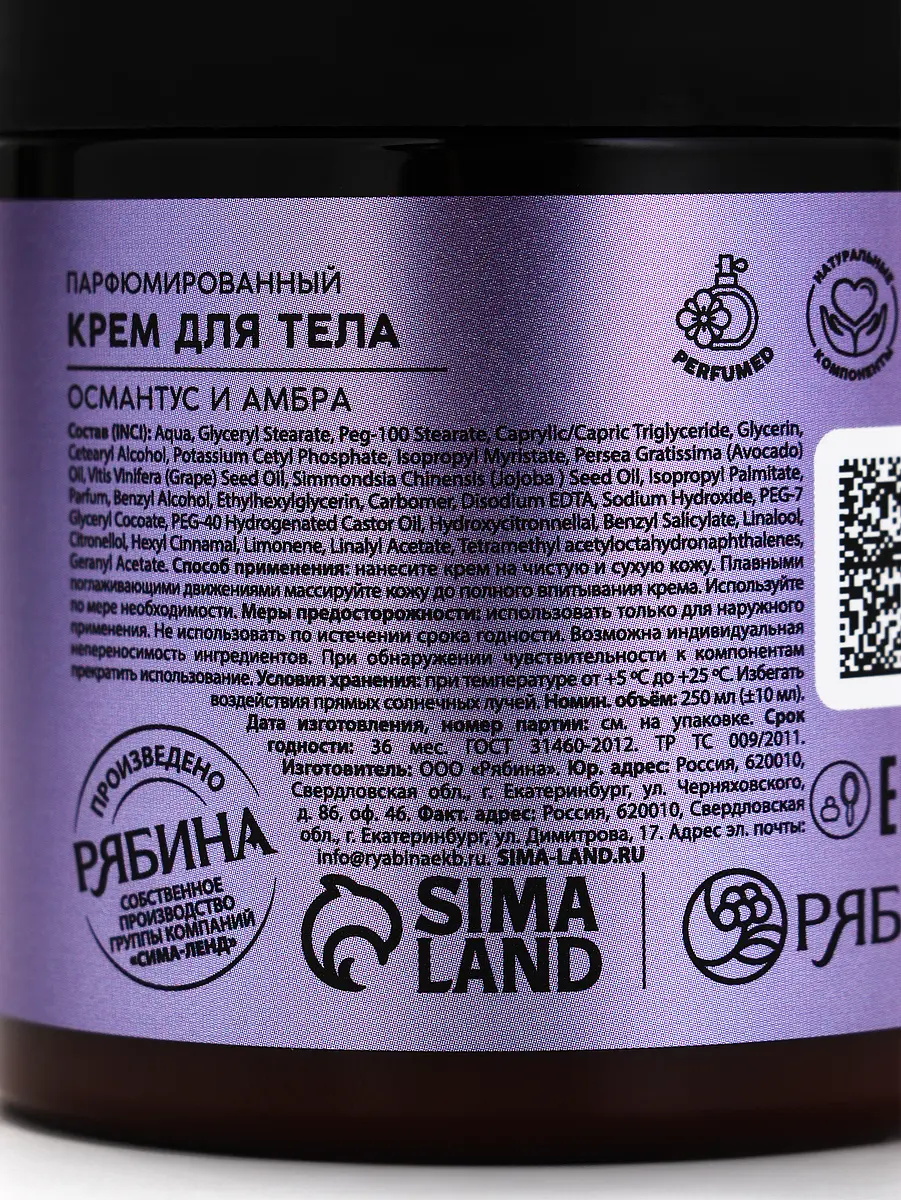 ПАРФЮМИРОВАННЫЙ
КРЕМ ДЛЯ ТЕЛА
ОСМАНТУС И АМБРА
PERFUMED
НАТУРАЛЬНЫЕ
КОМПОНЕНТЫ
Состав (INCI): Aqua, Glyceryl Stearate, Peg-100 Stearate, Caprylic/Capric Triglyceride, Glycerin,
Cetearyl Alcohol, Potassium Cetyl Phosphate, Isopropyl Myristate, Persea Gratissima (Avocado)
Oil, Vitis Vinifera (Grape) Seed Oil, Simmondsia Chinensis (Jojoba ) Seed Oil, Isopropyl Palmitate,
Parfum, Benzyl Alcohol, Ethylhexylglycerin, Carbomer, Disodium EDTA, Sodium Hydroxide, PEG-7
Glyceryl Cocoate, PEG-40 Hydrogenated Castor Oil, Hydroxycitronnellal, Benzyl Salicylate, Linalool,
Citronellol, Hexyl Cinnamal, Limonene, Linalyl Acetate, Tetramethyl acetyloctahydronaphthalenes,
Geranyl Acetate. Способ применения: нанесите крем на чистую и сухую кожу. Плавными
поглаживающими движениями массируйте кожу до полного впитывания крема. Используйте
по мере необходимости. Меры предосторожности: использовать только для наружного
применения. Не использовать по истечении срока годности. Возможна индивидуальная
непереносимость ингредиентов. При обнаружении чувствительности к компонентам
прекратить использование. Условия хранения: при температуре от +5 °C до +25 °C. Избегать
воздействия прямых солнечных лучей. Номин. объём: 250 мл (±10 мл).
Дата изготовления, номер партии: см. на упаковке. Срок
годности: 36 мес. ГОСТ 31460-2012. ТР ТС 009/2011.
Изготовитель: ООО «Рябина». Юр. адрес: Россия, 620010,
Свердловская обл., г. Екатеринбург, ул. Черняховского,
д. 86, оф. 46. Факт. адрес: Россия, 620010, Свердловская
обл., г. Екатеринбург, ул. Димитрова, 17. Адрес эл. почты:
info@ryabinaekb.ru. SIMA-LAND.RU
ПРОИЗВЕДЕНО
РЯБИНА
СОБСТВЕННОЕ
ПРОИЗВОДСТВО
ГРУППЫ КОМПАНИЙ
«СИМА-ЛЕНД»
SIMA
LAND
РЯБ